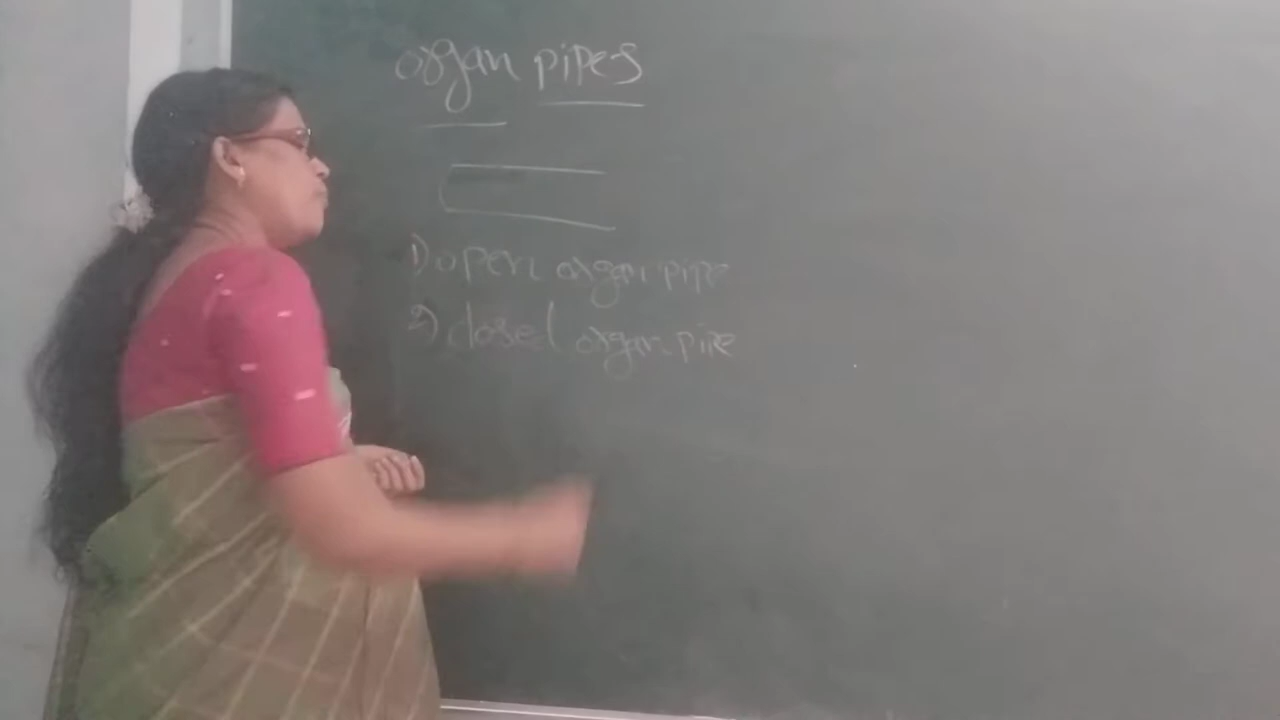 organ pipes
1) open organ pipe
2) closed organ pipe